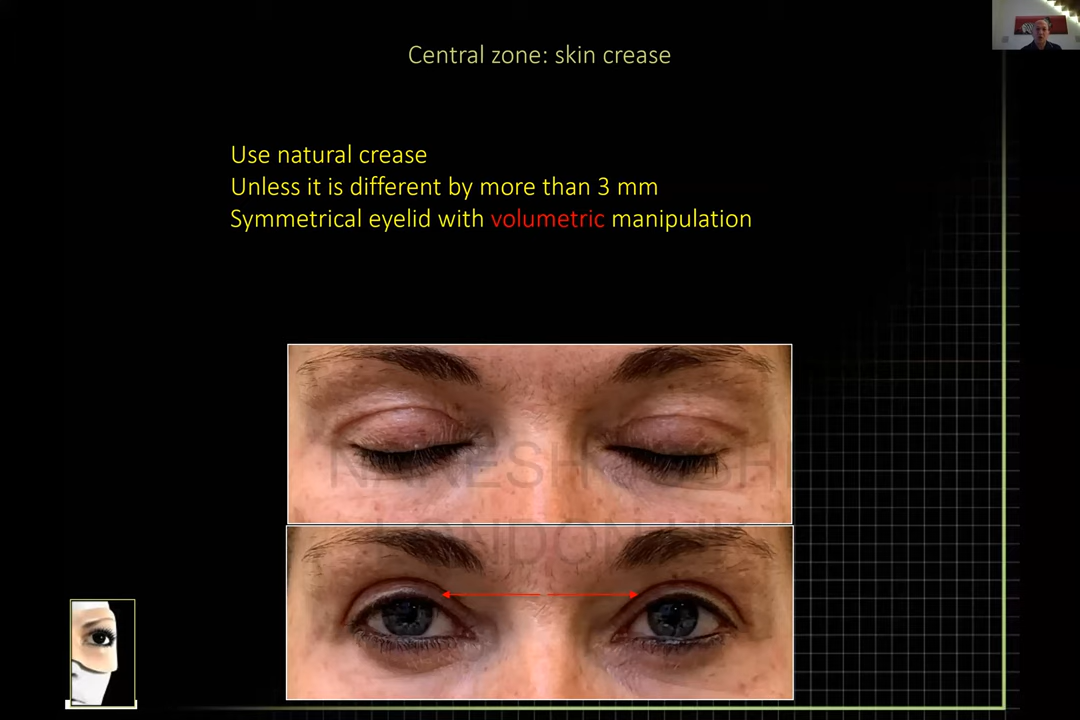 Central zone: skin crease
Use natural crease
Unless it is different by more than 3 mm
Symmetrical eyelid with volumetric manipulation
LONDON